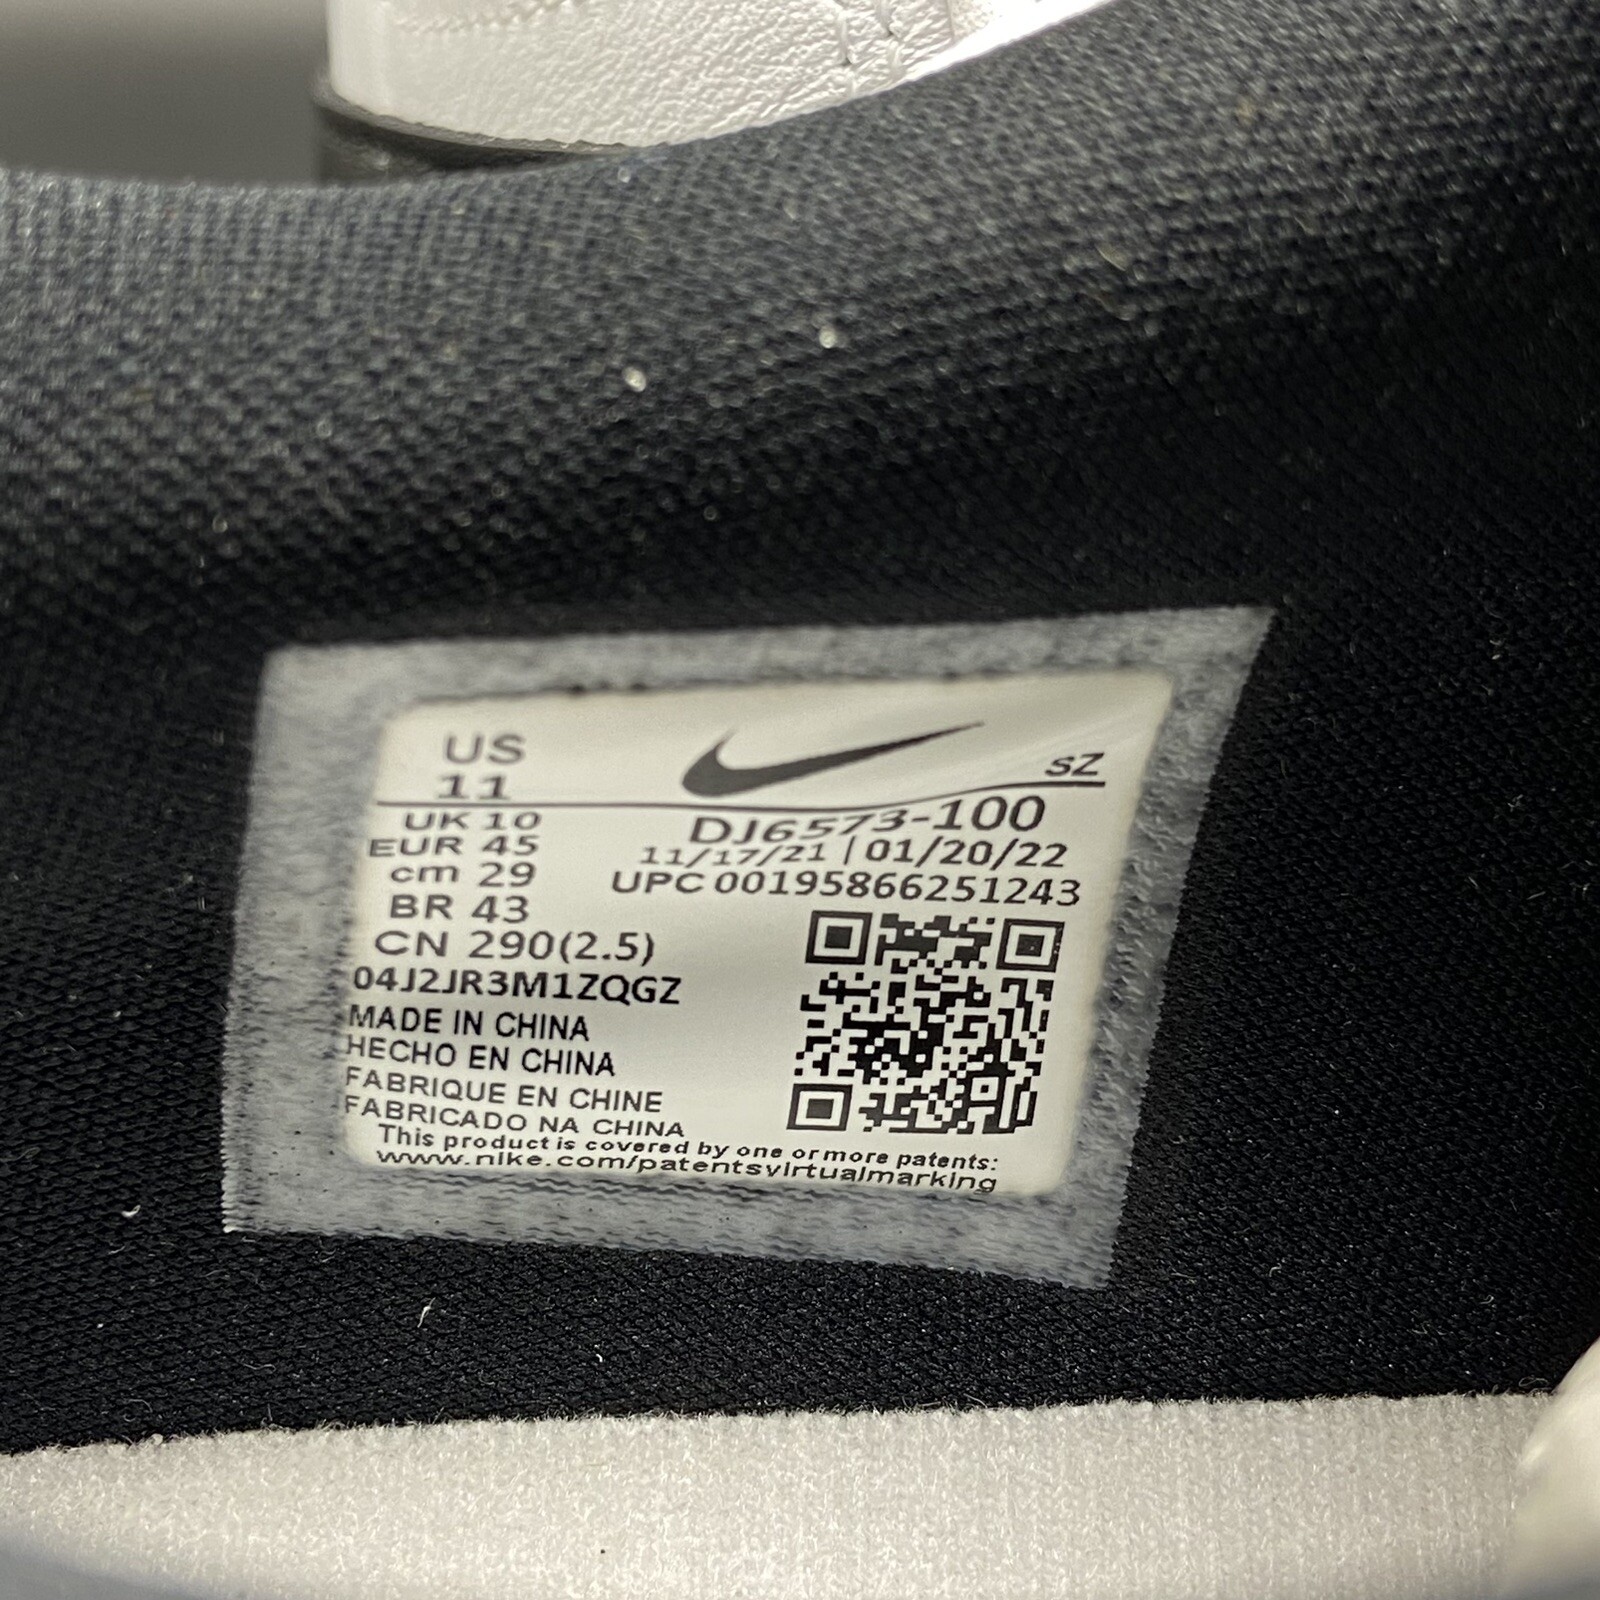 US
11
sz
UK 10
EUR 45
cm 29
BR 43
CN 290(2.5)
DJ6573-100
11/17/21 | 01/20/22
UPC 00195866251243
04J2JR3M1ZQGZ
MADE IN CHINA
HECHO EN CHINA
FABRIQUE EN CHINE
FABRICADO NA CHINA
This product is covered by one or more patents:
www.nike.com/patentsvirtualmarking